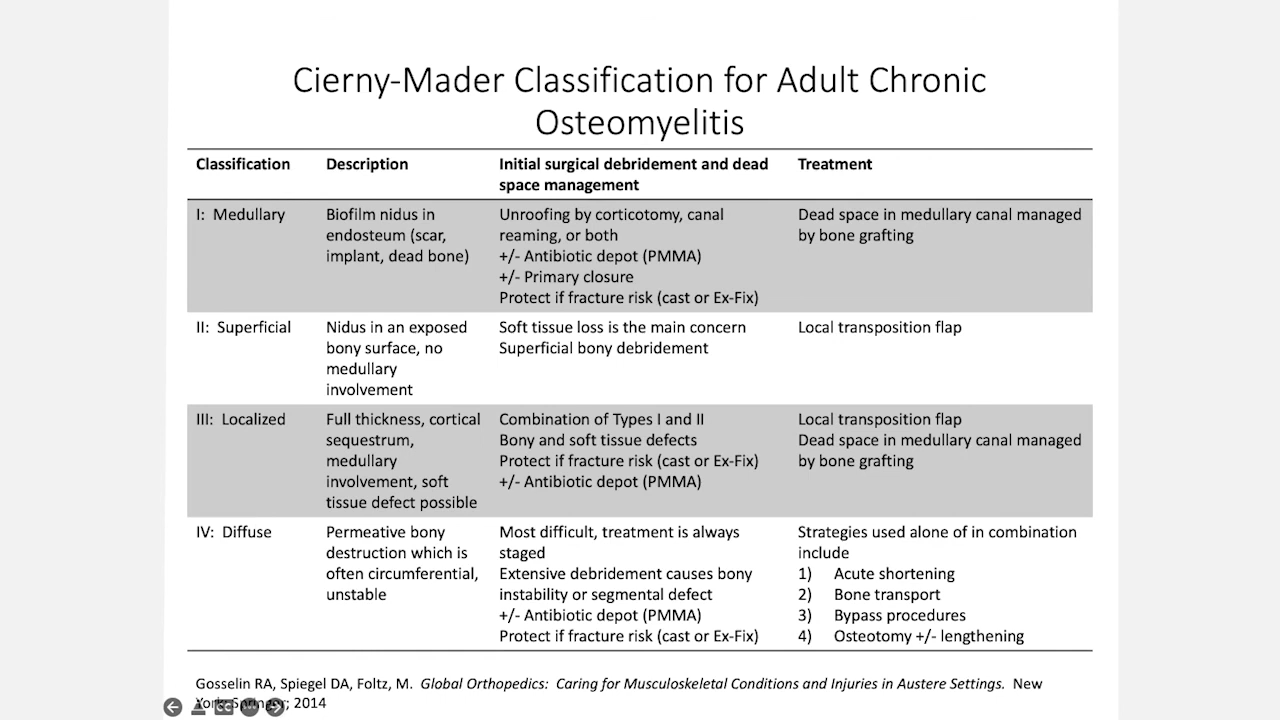 Cierny-Mader Classification for Adult Chronic
Osteomyelitis
Classification
Description
Initial surgical debridement and dead
space management
Treatment
I: Medullary
Biofilm nidus in
endosteum (scar,
implant, dead bone)
Unroofing by corticotomy, canal
reaming, or both
+/- Antibiotic depot (PMMA)
+/- Primary closure
Protect if fracture risk (cast or Ex-Fix)
Dead space in medullary canal managed
by bone grafting
II: Superficial
Nidus in an exposed
bony surface, no
medullary
involvement
Soft tissue loss is the main concern
Superficial bony debridement
Local transposition flap
III: Localized
Full thickness, cortical
sequestrum,
medullary
involvement, soft
tissue defect possible
Combination of Types I and II
Bony and soft tissue defects
Protect if fracture risk (cast or Ex-Fix)
+/- Antibiotic depot (PMMA)
Local transposition flap
Dead space in medullary canal managed
by bone grafting
IV: Diffuse
Permeative bony
destruction which is
often circumferential,
unstable
Most difficult, treatment is always
staged
Extensive debridement causes bony
instability or segmental defect
+/- Antibiotic depot (PMMA)
Protect if fracture risk (cast or Ex-Fix)
Strategies used alone of in combination
include
1) Acute shortening
2) Bone transport
3) Bypass procedures
4) Osteotomy +/- lengthening
Gosselin RA, Spiegel DA, Foltz, M. Global Orthopedics: Caring for Musculoskeletal Conditions and Injuries in Austere Settings. New
York: Springer; 2014